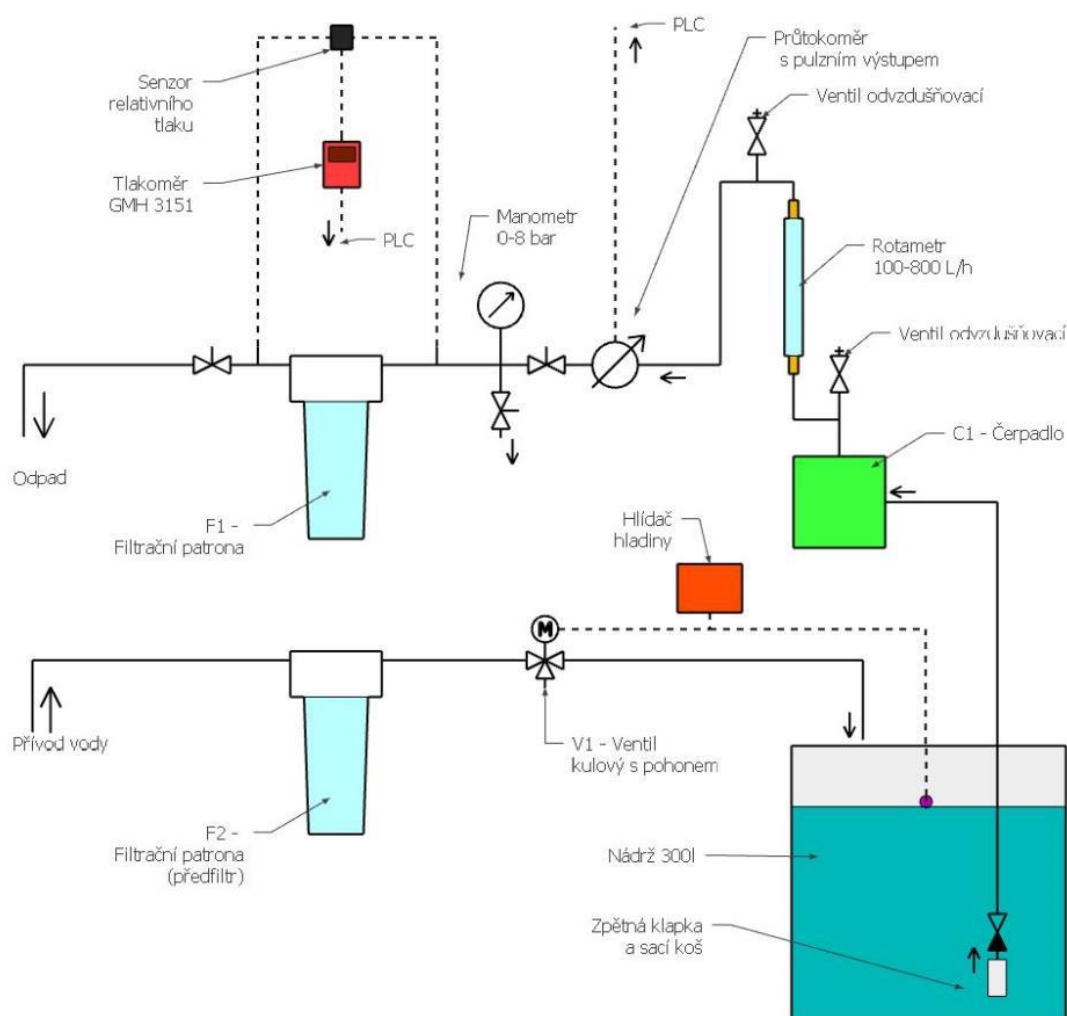 PLC
Průtokoměr
s pulzním výstupem
Senzor
relativního
tlaku
Ventil odvzdušňovací
Tlakoměr
GMH 3151
PLC
Manometr
0-8 bar
Rotametr
100-800 L/h
Ventil odvzdušňovací
C1 - Čerpadlo
Odpad
F1 -
Filtrační patrona
Hlídač
hladiny
M
Přívod vody
V1 - Ventil
kulový s pohonem
F2 -
Filtrační patrona
(předfiltr)
Nádrž 300l
Zpětná klapka
a sací koš